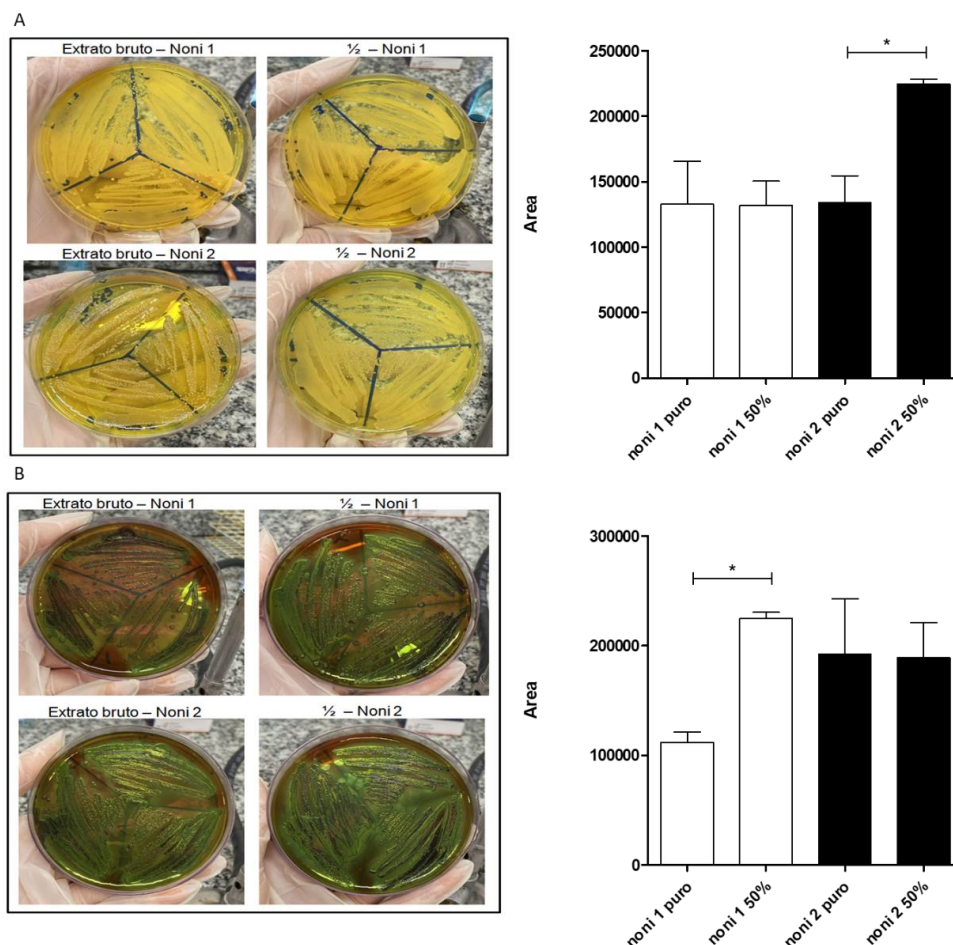 A
Extrato bruto – Noni 1
½ – Noni 1
Extrato bruto – Noni 2
½ – Noni 2
250000
200000
150000
100000
50000
0
Area
*
noni 1 puro
noni 1 50%
noni 2 puro
noni 2 50%
B
Extrato bruto – Noni 1
½ – Noni 1
Extrato bruto – Noni 2
½ – Noni 2
300000
200000
100000
0
Area
*
noni 1 puro
noni 1 50%
noni 2 puro
noni 2 50%